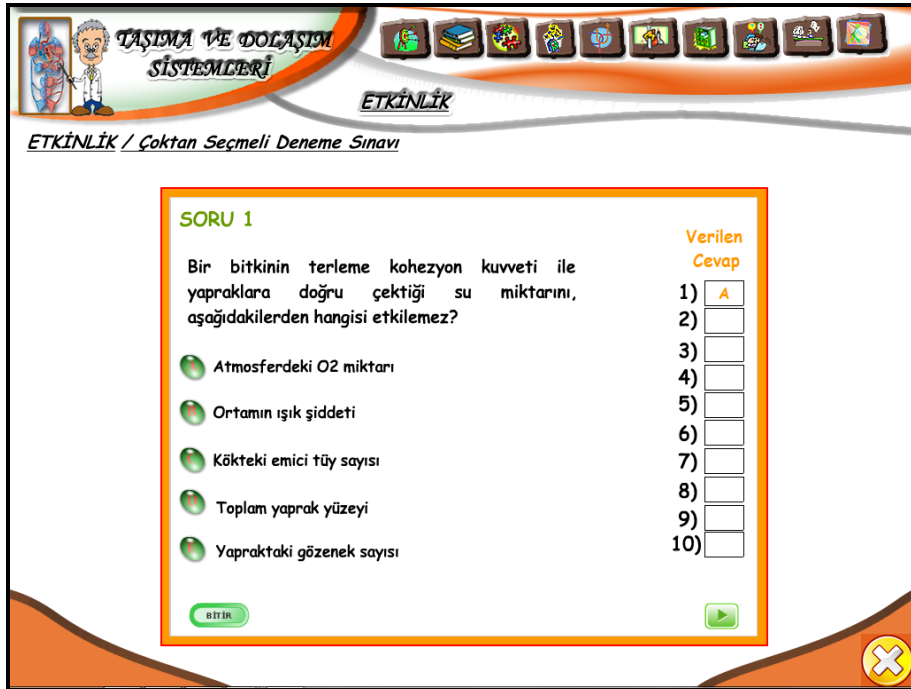 TAŞIMA VE DOLAŞIM
SİSTEMLERİ
ETKİNLİK
ETKİNLİK / Çoktan Seçmeli Deneme Sınavı
SORU 1
Verilen
Cevap
Bir bitkinin terleme kohezyon kuvveti ile
yapraklara doğru çektiği su miktarını,
aşağıdakilerden hangisi etkilemez?
Atmosferdeki O2 miktarı
Ortamın ışık şiddeti
Kökteki emici tüy sayısı
Toplam yaprak yüzeyi
Yapraktaki gözenek sayısı
1) A
2)
3)
4)
5)
6)
7)
8)
9)
10)
BİTİR